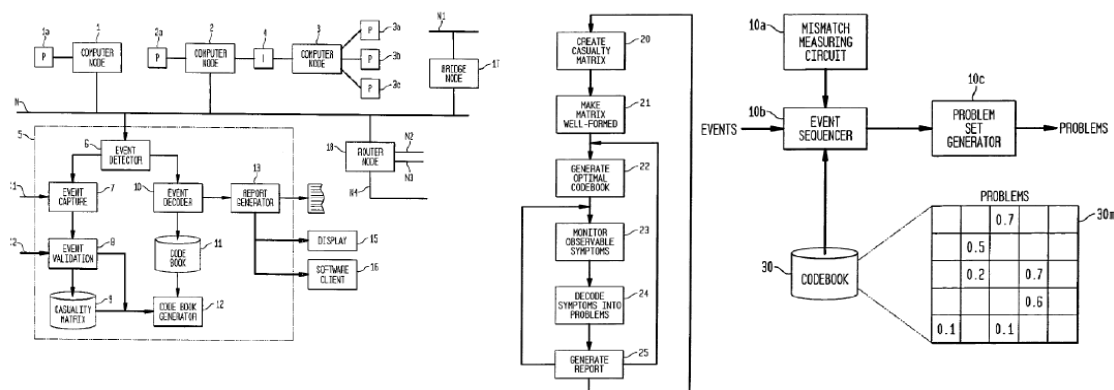 1a
P
1
COMPUTER
NODE
2a
P
2
COMPUTER
NODE
4
I
3
COMPUTER
NODE
P
3a
P
3b
P
3c
N1
BRIDGE
NODE
17
N
5
6
EVENT
DETECTOR
I1
7
EVENT
CAPTURE
10
EVENT
DECODER
13
REPORT
GENERATOR
18
ROUTER
NODE
N2
N3
N4
I2
8
EVENT
VALIDATION
11
CODE
BOOK
DISPLAY
15
SOFTWARE
CLIENT
16
9
CASUALITY
MATRIX
CODE BOOK
GENERATOR
12
CREATE
CASUALTY
MATRIX
20
MAKE
MATRIX
WELL-FORMED
21
GENERATE
OPTIMAL
CODEBOOK
22
MONITOR
OBSERVABLE
SYMPTOMS
23
DECODE
SYMPTOMS INTO
PROBLEMS
24
GENERATE
REPORT
25
10a
MISMATCH
MEASURING
CIRCUIT
10b
EVENTS
EVENT
SEQUENCER
10c
PROBLEM
SET
GENERATOR
PROBLEMS
30
CODEBOOK
PROBLEMS
30m
0.7
0.5
0.2 0.7
0.6
0.1 0.1